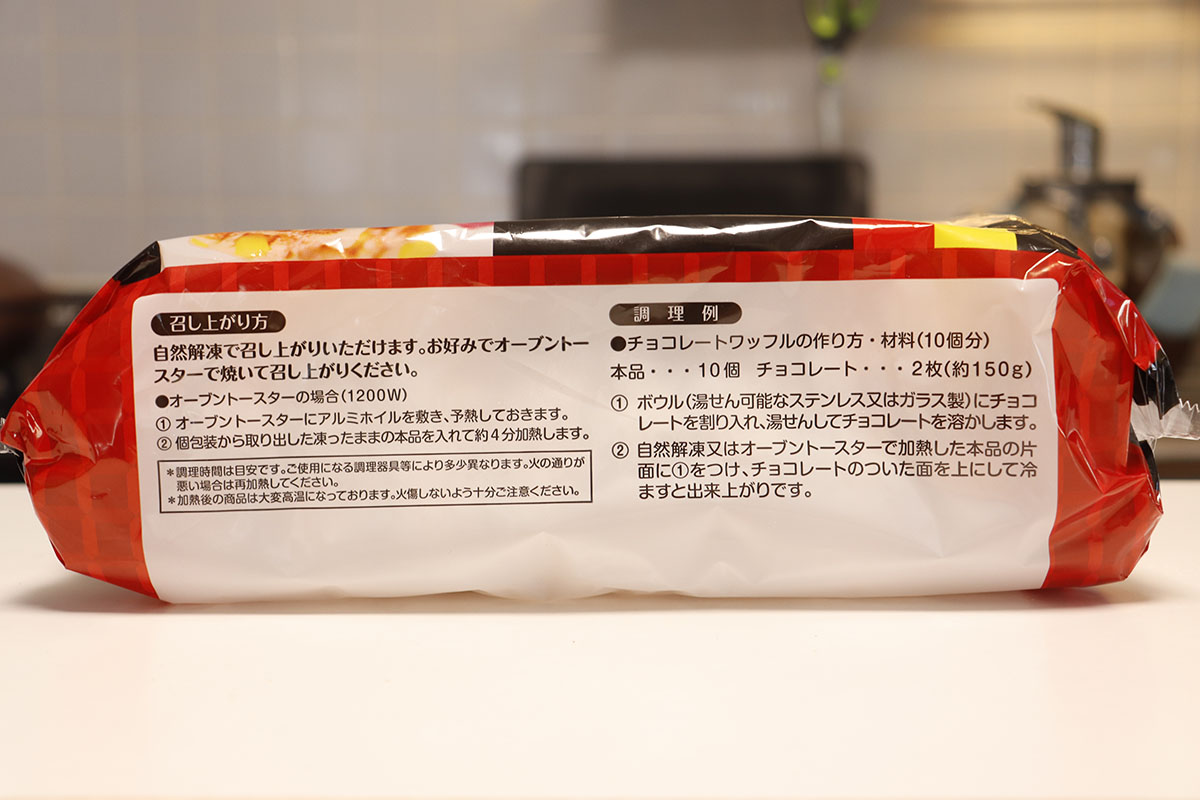 召し上がり方
自然解凍で召し上がりいただけます。お好みでオーブントー
スターで焼いて召し上がりください。
●オーブントースターの場合(1200W)
① オーブントースターにアルミホイルを敷き、予熱しておきます。
② 個包装から取り出した凍ったままの本品を入れて約4分加熱します。
*調理時間は目安です。ご使用になる調理器具等により多少異なります。火の通りが
悪い場合は再加熱してください。
*加熱後の商品は大変高温になっております。火傷しないよう十分ご注意ください。
調理例
●チョコレートワッフルの作り方・材料(10個分)
本品・・・10個 チョコレート・・・2枚(約150g)
① ボウル(湯せん可能なステンレス又はガラス製)にチョコ
レートを割り入れ、湯せんしてチョコレートを溶かします。
② 自然解凍又はオーブントースターで加熱した本品の片
面に①をつけ、チョコレートのついた面を上にして冷
ますと出来上がりです。